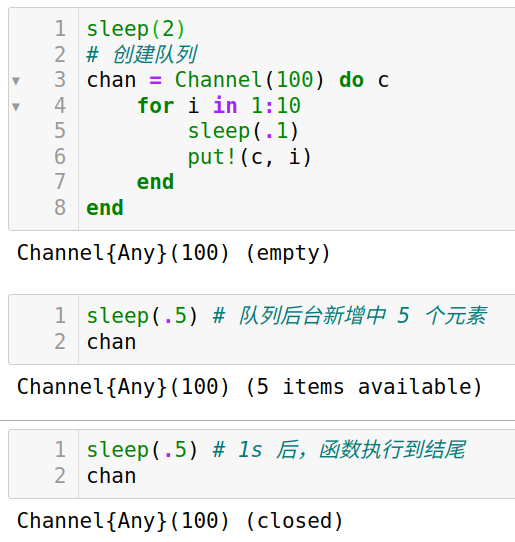 1 sleep(2)
2 # 创建队列
3 chan = Channel(100) do c
4     for i in 1:10
5         sleep(.1)
6         put!(c, i)
7     end
8 end
Channel{Any}(100) (empty)
1 sleep(.5) # 队列后台新增中 5 个元素
2 chan
Channel{Any}(100) (5 items available)
1 sleep(.5) # 1s 后，函数执行到结尾
2 chan
Channel{Any}(100) (closed)